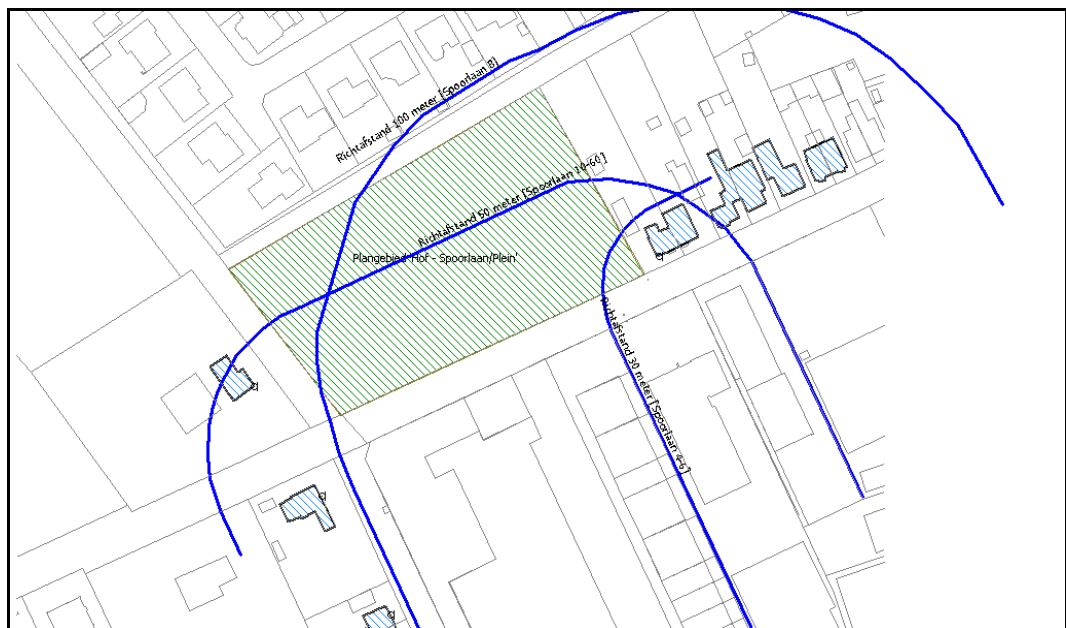 Richtafstand 100 meter [Spoorlaan 8]
Richtafstand 50 meter [Spoorlaan 10-60]
Plangebied 'Hof - Spoorlaan/Plein'
Richtafstand 30 meter [Spoorlaan 4-6]